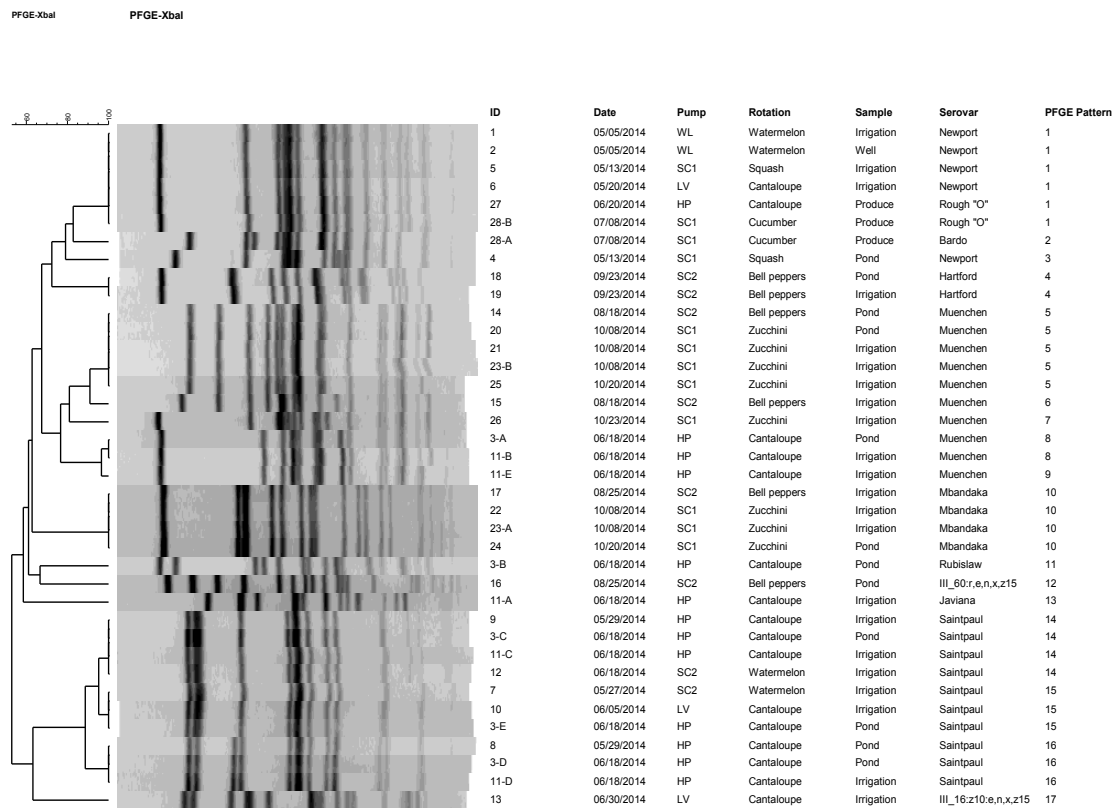 PFGE-XbaI PFGE-XbaI
60 80 100
ID Date Pump Rotation Sample Serovar PFGE Pattern
1 05/05/2014 WL Watermelon Irrigation Newport 1
2 05/05/2014 WL Watermelon Well Newport 1
5 05/13/2014 SC1 Squash Irrigation Newport 1
6 05/20/2014 LV Cantaloupe Irrigation Newport 1
27 06/20/2014 HP Cantaloupe Produce Rough "O" 1
28-B 07/08/2014 SC1 Cucumber Produce Rough "O" 1
28-A 07/08/2014 SC1 Cucumber Produce Bardo 2
4 05/13/2014 SC1 Squash Pond Newport 3
18 09/23/2014 SC2 Bell peppers Pond Hartford 4
19 09/23/2014 SC2 Bell peppers Irrigation Hartford 4
14 08/18/2014 SC2 Bell peppers Pond Muenchen 5
20 10/08/2014 SC1 Zucchini Pond Muenchen 5
21 10/08/2014 SC1 Zucchini Irrigation Muenchen 5
23-B 10/08/2014 SC1 Zucchini Irrigation Muenchen 5
25 10/20/2014 SC1 Zucchini Irrigation Muenchen 5
15 08/18/2014 SC2 Bell peppers Irrigation Muenchen 6
26 10/23/2014 SC1 Zucchini Irrigation Muenchen 7
3-A 06/18/2014 HP Cantaloupe Pond Muenchen 8
11-B 06/18/2014 HP Cantaloupe Irrigation Muenchen 8
11-E 06/18/2014 HP Cantaloupe Irrigation Muenchen 9
17 08/25/2014 SC2 Bell peppers Irrigation Mbandaka 10
22 10/08/2014 SC1 Zucchini Irrigation Mbandaka 10
23-A 10/08/2014 SC1 Zucchini Irrigation Mbandaka 10
24 10/20/2014 SC1 Zucchini Pond Mbandaka 10
3-B 06/18/2014 HP Cantaloupe Pond Rubislaw 11
16 08/25/2014 SC2 Bell peppers Pond III_60:r,e,n,x,z15 12
11-A 06/18/2014 HP Cantaloupe Irrigation Javiana 13
9 05/29/2014 HP Cantaloupe Irrigation Saintpaul 14
3-C 06/18/2014 HP Cantaloupe Pond Saintpaul 14
11-C 06/18/2014 HP Cantaloupe Irrigation Saintpaul 14
12 06/18/2014 SC2 Watermelon Irrigation Saintpaul 14
7 05/27/2014 SC2 Watermelon Irrigation Saintpaul 15
10 06/05/2014 LV Cantaloupe Irrigation Saintpaul 15
3-E 06/18/2014 HP Cantaloupe Pond Saintpaul 15
8 05/29/2014 HP Cantaloupe Pond Saintpaul 16
3-D 06/18/2014 HP Cantaloupe Pond Saintpaul 16
11-D 06/18/2014 HP Cantaloupe Irrigation Saintpaul 16
13 06/30/2014 LV Cantaloupe Irrigation III_16:z10:e,n,x,z15 17